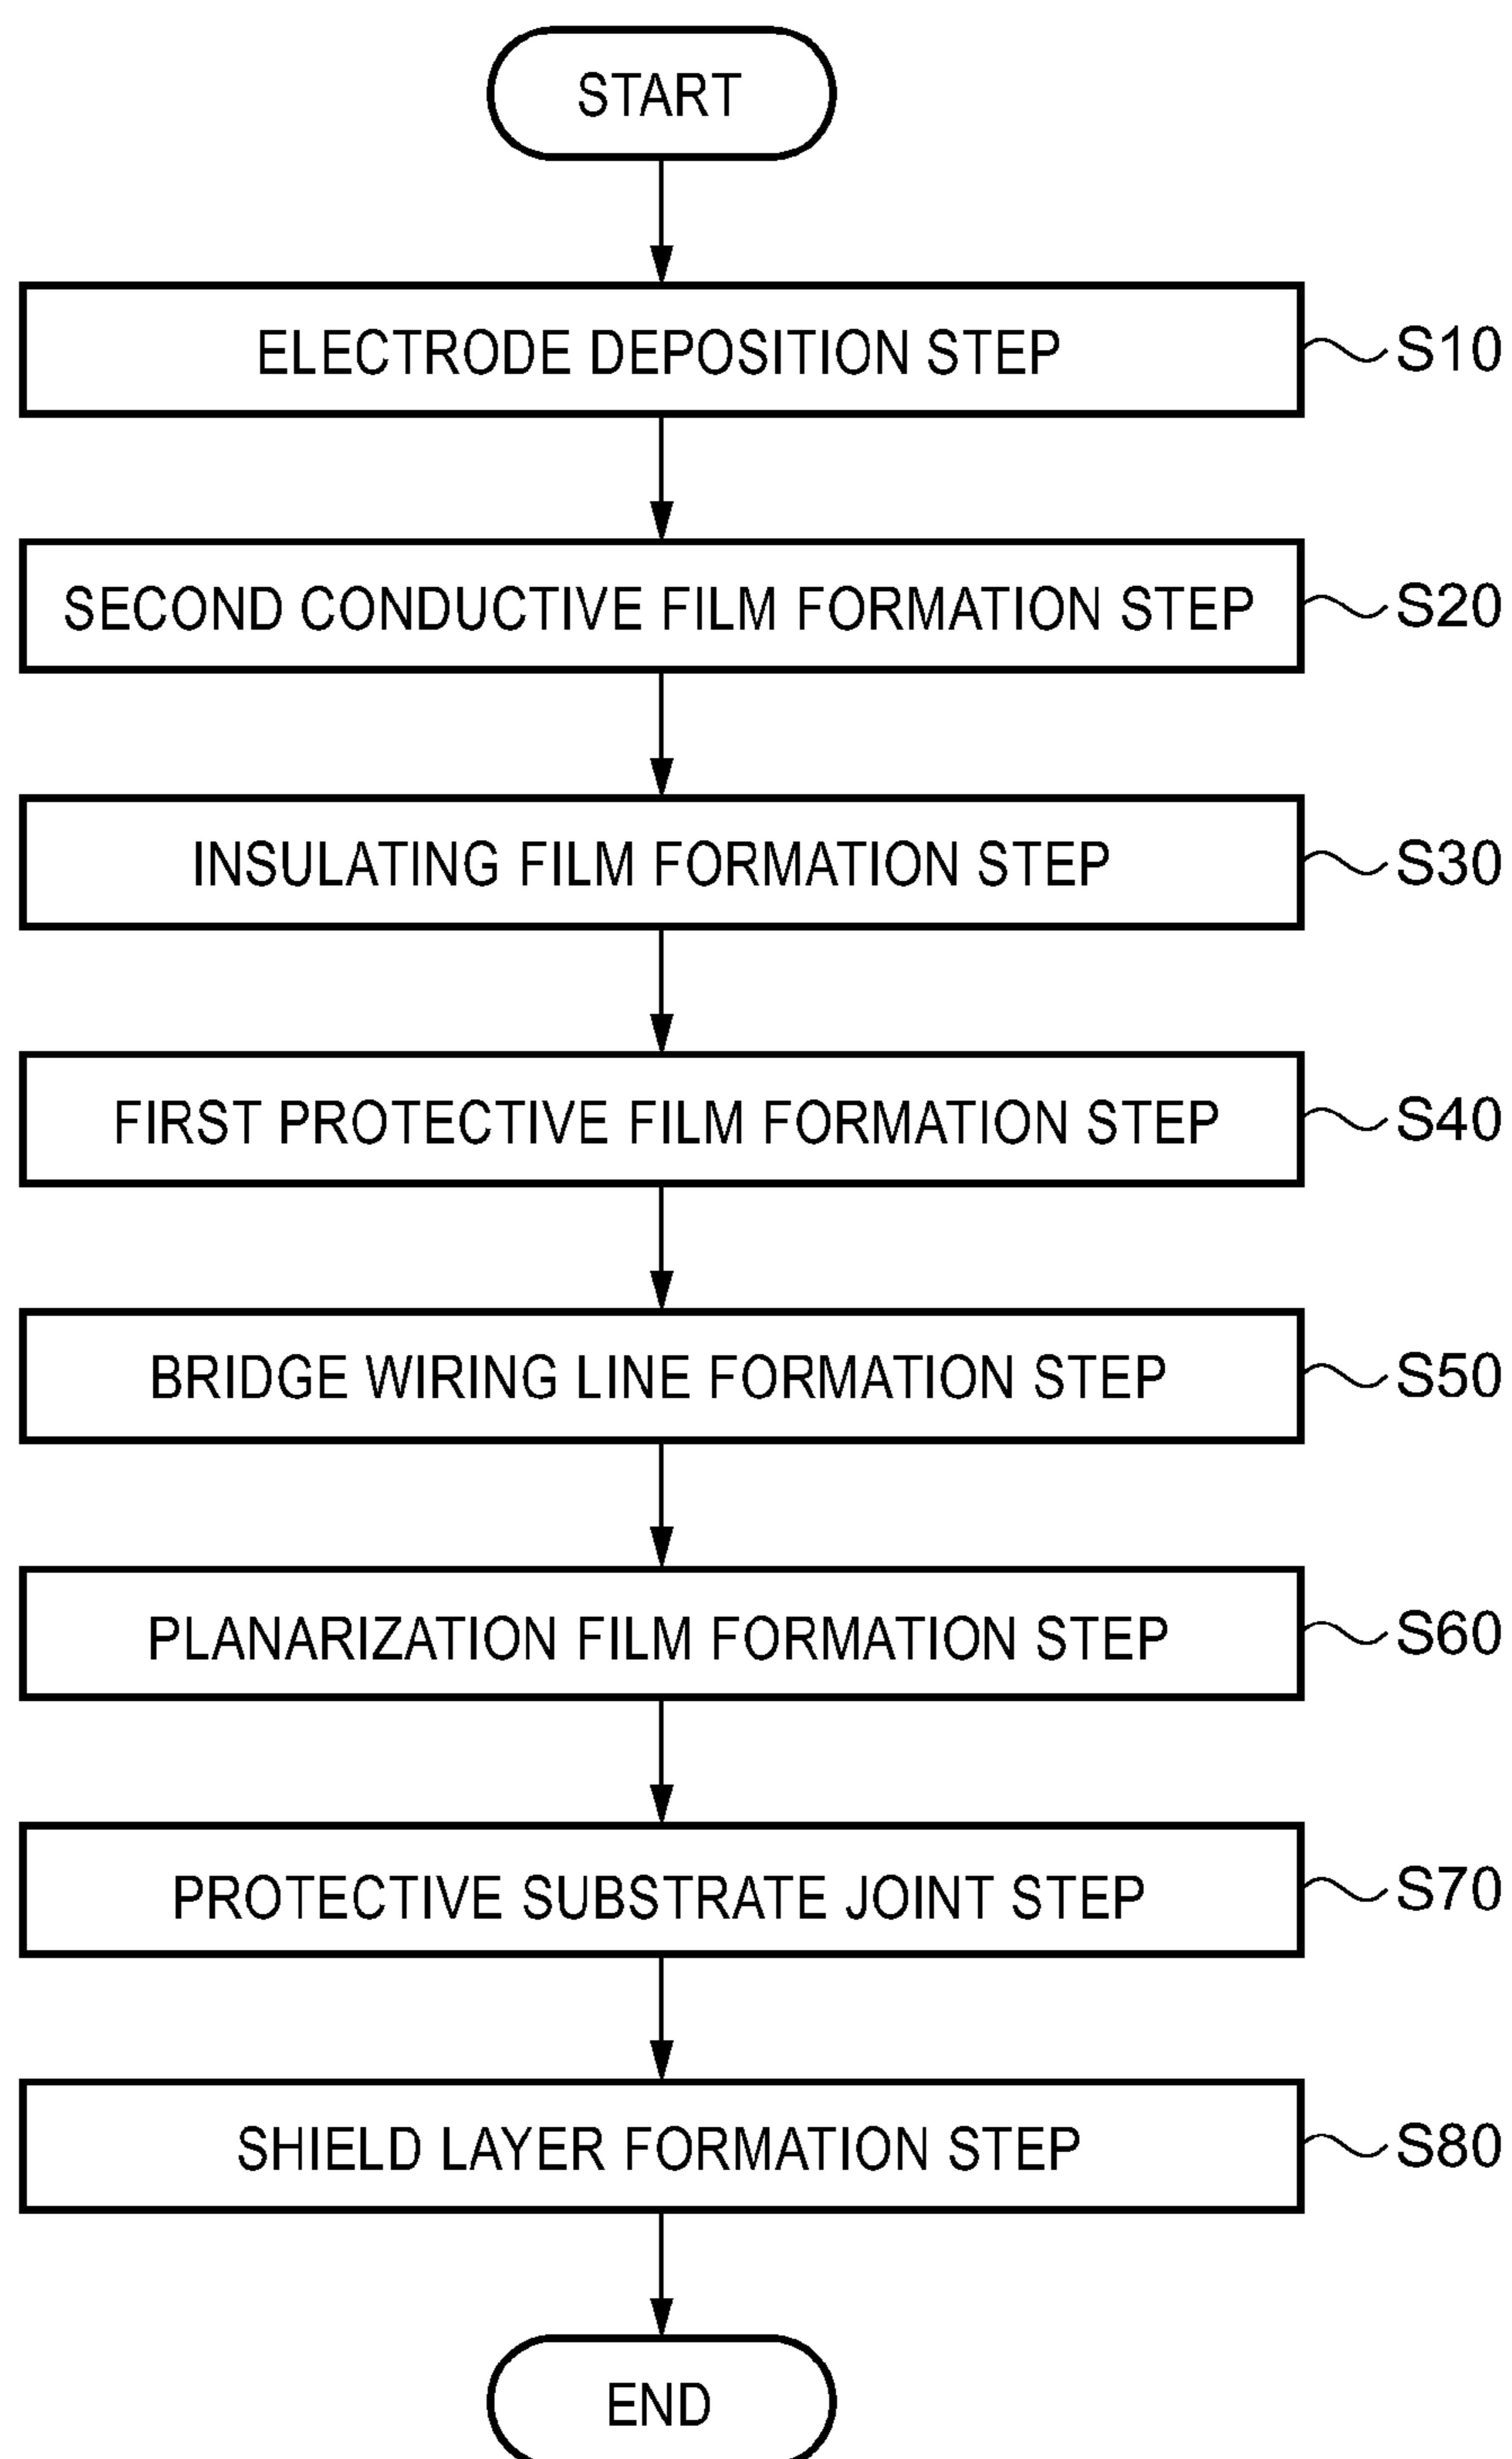 START
ELECTRODE DEPOSITION STEP S10
SECOND CONDUCTIVE FILM FORMATION STEP S20
INSULATING FILM FORMATION STEP S30
FIRST PROTECTIVE FILM FORMATION STEP S40
BRIDGE WIRING LINE FORMATION STEP S50
PLANARIZATION FILM FORMATION STEP S60
PROTECTIVE SUBSTRATE JOINT STEP S70
SHIELD LAYER FORMATION STEP S80
END